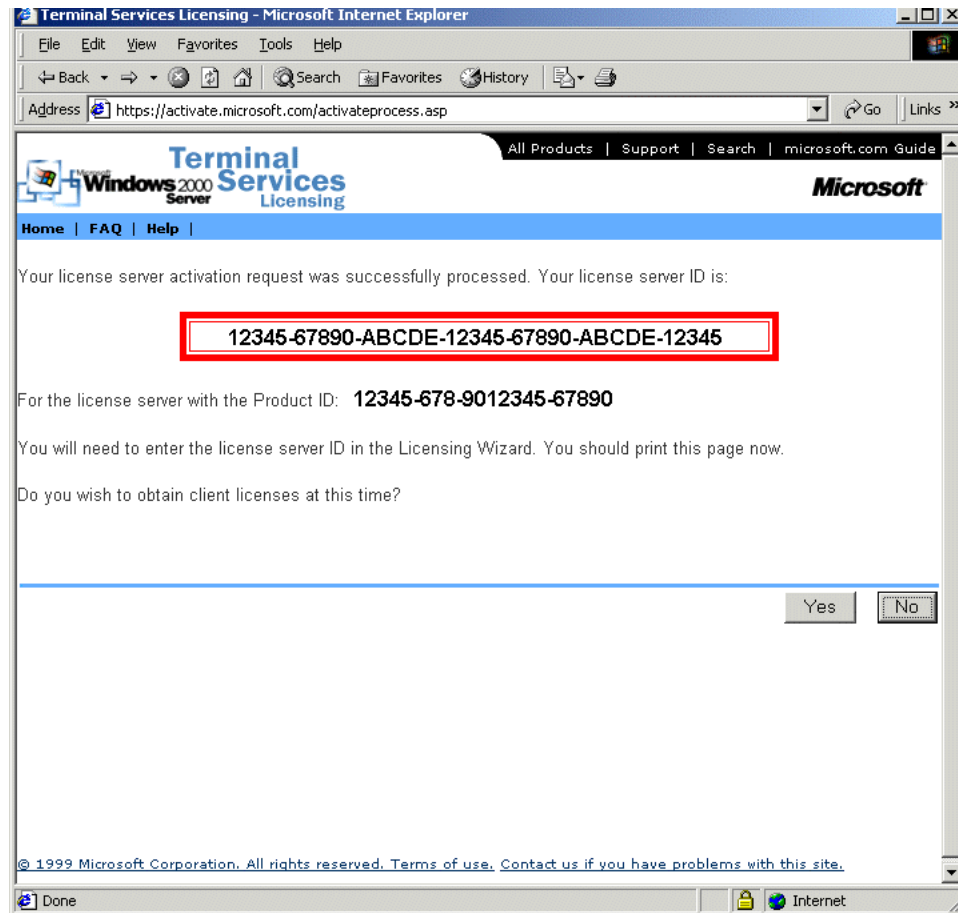 Terminal Services Licensing - Microsoft Internet Explorer
File Edit View Favorites Tools Help
Back Search Favorites History
Address https://activate.microsoft.com/activateprocess.asp Go Links »
All Products | Support | Search | microsoft.com Guide
Terminal
Microsoft
Windows 2000 Services
Server Licensing
Microsoft
Home | FAQ | Help |
Your license server activation request was successfully processed. Your license server ID is:
12345-67890-ABCDE-12345-67890-ABCDE-12345
For the license server with the Product ID: 12345-678-9012345-67890
You will need to enter the license server ID in the Licensing Wizard. You should print this page now.
Do you wish to obtain client licenses at this time?
Yes No
© 1999 Microsoft Corporation. All rights reserved. Terms of use. Contact us if you have problems with this site.
Done Internet